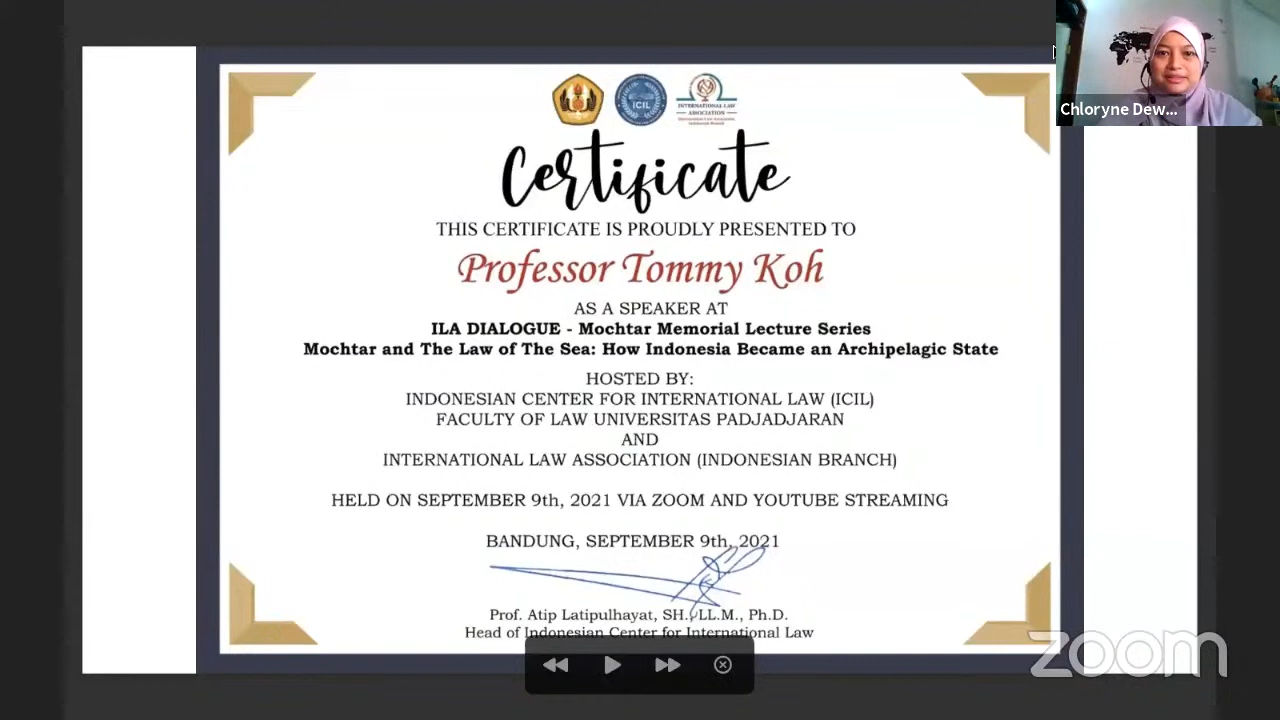 Chloryne Dew...
ICIL
INTERNATIONAL LAW
ASSOCIATION
Certificate
THIS CERTIFICATE IS PROUDLY PRESENTED TO
Professor Tommy Koh
AS A SPEAKER AT
ILA DIALOGUE - Mochtar Memorial Lecture Series
Mochtar and The Law of The Sea: How Indonesia Became an Archipelagic State
HOSTED BY:
INDONESIAN CENTER FOR INTERNATIONAL LAW (ICIL)
FACULTY OF LAW UNIVERSITAS PADJADJARAN
AND
INTERNATIONAL LAW ASSOCIATION (INDONESIAN BRANCH)
HELD ON SEPTEMBER 9th, 2021 VIA ZOOM AND YOUTUBE STREAMING
BANDUNG, SEPTEMBER 9th, 2021
Prof. Atip Latipulhayat, SH., LL.M., Ph.D.
Head of Indonesian Center for International Law
zoom